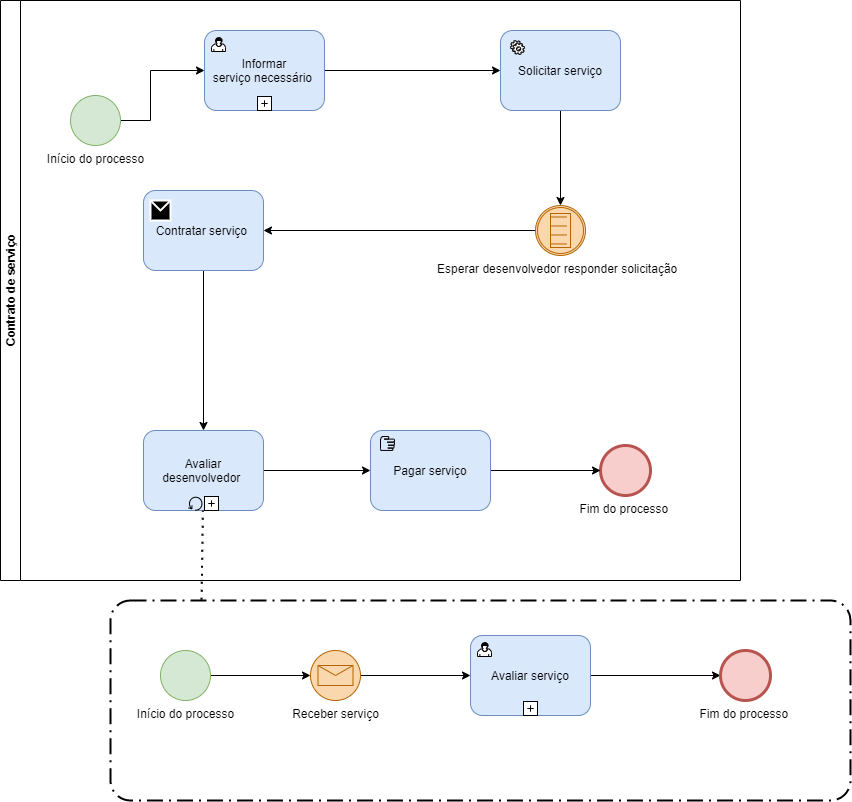 Contrato de serviço
Informar
serviço necessário
Solicitar serviço
Início do processo
Contratar serviço
Esperar desenvolvedor responder solicitação
Avaliar
desenvolvedor
Pagar serviço
Fim do processo
Avaliar serviço
Início do processo
Receber serviço
Fim do processo